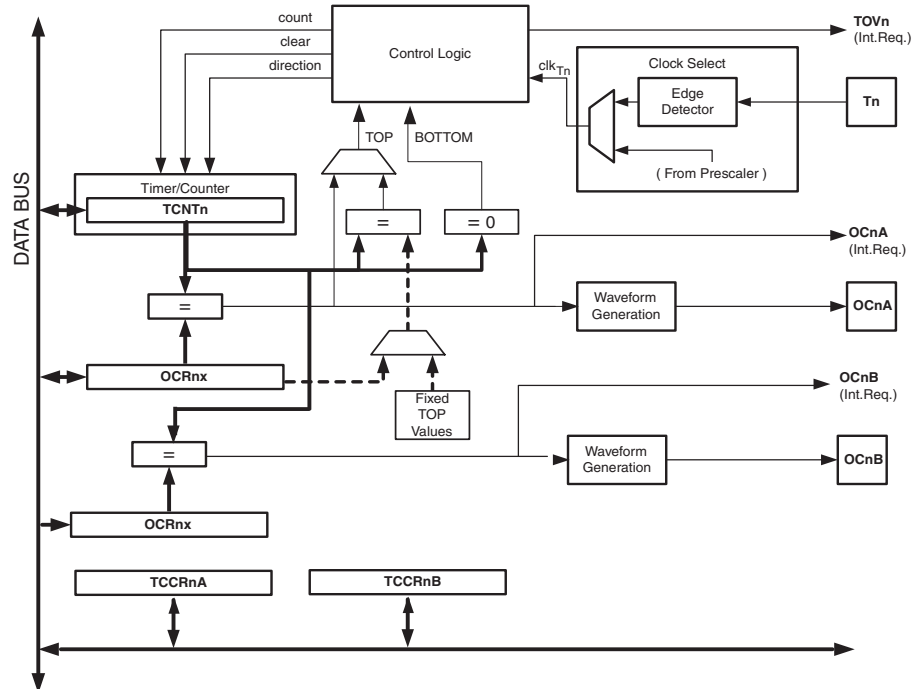 count
clear
direction
Control Logic
TOVn
(Int.Req.)
clkTn
Clock Select
Edge
Detector
Tn
( From Prescaler )
TOP
BOTTOM
Timer/Counter
TCNTn
=
= 0
DATA BUS
OCnA
(Int.Req.)
=
Waveform
Generation
OCnA
OCRnx
Fixed
TOP
Values
OCnB
(Int.Req.)
=
Waveform
Generation
OCnB
OCRnx
TCCRnA
TCCRnB